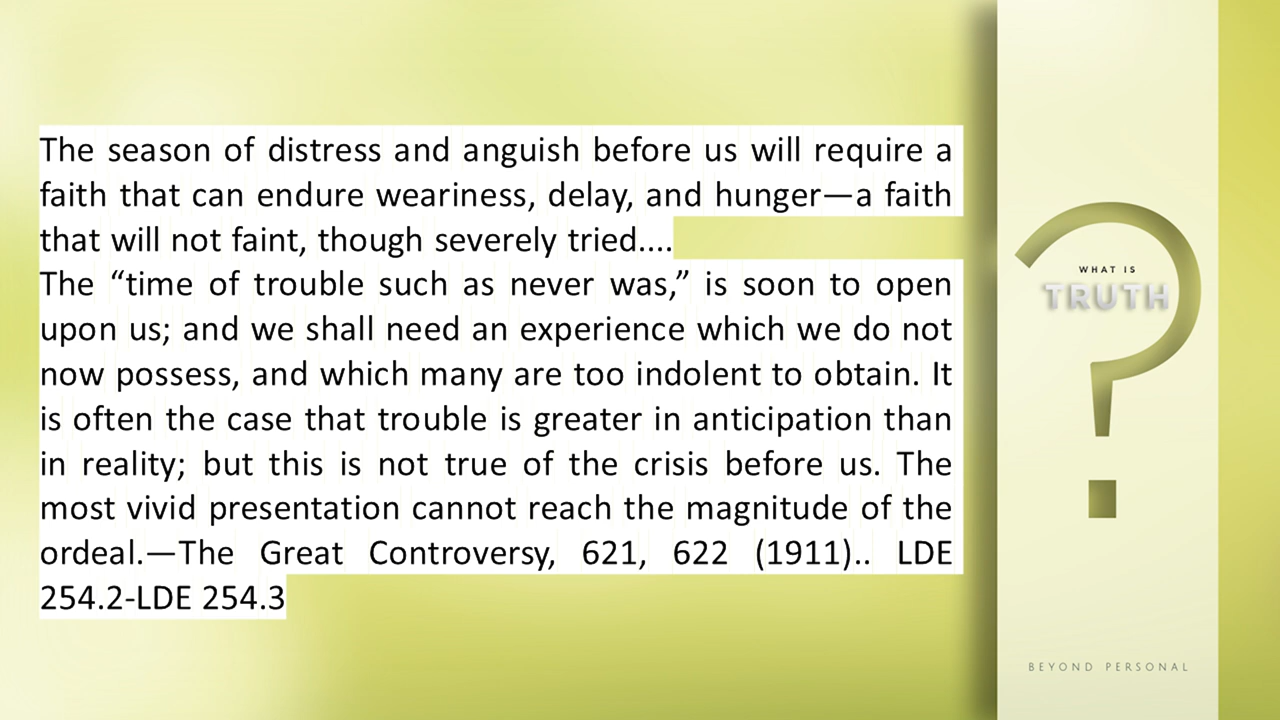 The season of distress and anguish before us will require a
faith that can endure weariness, delay, and hunger—a faith
that will not faint, though severely tried....
The “time of trouble such as never was,” is soon to open
upon us; and we shall need an experience which we do not
now possess, and which many are too indolent to obtain. It
is often the case that trouble is greater in anticipation than
in reality; but this is not true of the crisis before us. The
most vivid presentation cannot reach the magnitude of the
ordeal.—The Great Controversy, 621, 622 (1911).. LDE
254.2-LDE 254.3
WHAT IS
TRUTH
?
BEYOND PERSONAL